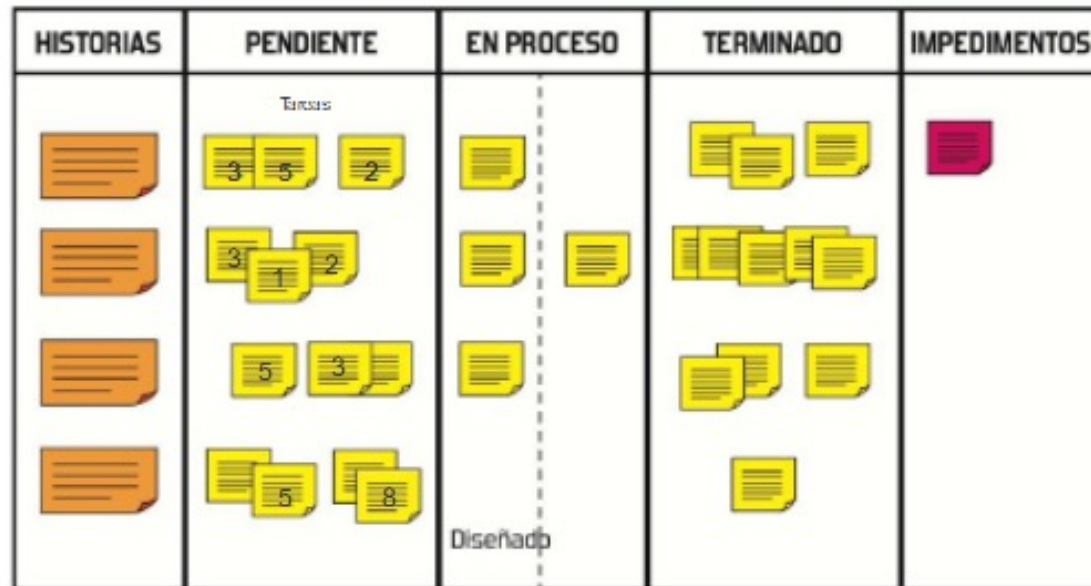 HISTORIAS PENDIENTE EN PROCESO TERMINADO IMPEDIMENTOS
Tareas
3 5 2
3 1 2
5 3
5 8
Diseñado